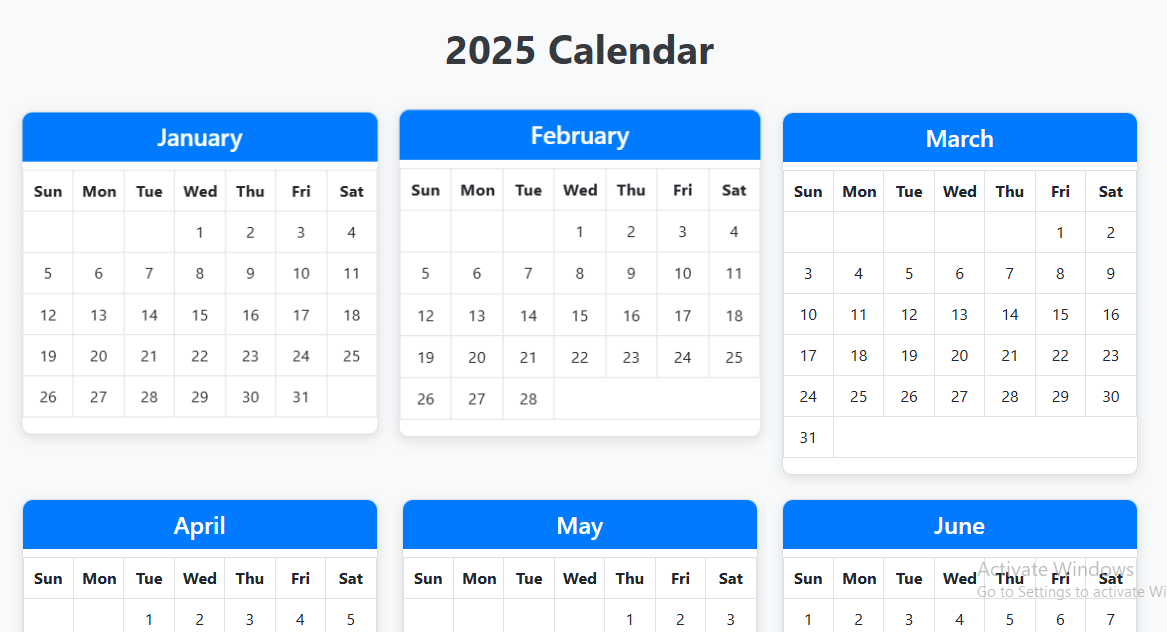 2025 Calendar
January
Sun Mon Tue Wed Thu Fri Sat
1 2 3 4
5 6 7 8 9 10 11
12 13 14 15 16 17 18
19 20 21 22 23 24 25
26 27 28 29 30 31
February
Sun Mon Tue Wed Thu Fri Sat
1 2 3 4
5 6 7 8 9 10 11
12 13 14 15 16 17 18
19 20 21 22 23 24 25
26 27 28
March
Sun Mon Tue Wed Thu Fri Sat
1 2
3 4 5 6 7 8 9
10 11 12 13 14 15 16
17 18 19 20 21 22 23
24 25 26 27 28 29 30
31
April
Sun Mon Tue Wed Thu Fri Sat
1 2 3 4 5
May
Sun Mon Tue Wed Thu Fri Sat
1 2 3
June
Sun Mon Tue Wed Thu Fri Sat
1 2 3 4 5 6 7
Activate Windows
Go to Settings to activate Wi